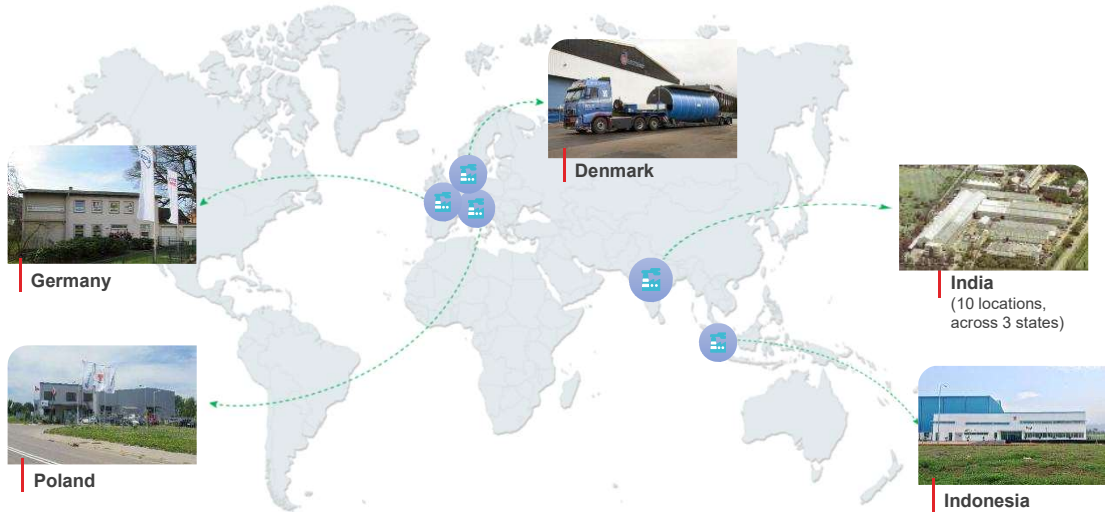 Denmark
Germany
India
(10 locations,
across 3 states)
Poland
Indonesia